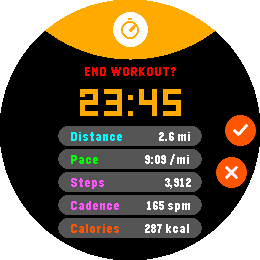 END WORKOUT?
23:45
Distance 2.6 mi
Pace 9:09 /mi
Steps 3,912
Cadence 165 spm
Calories 287 kcal